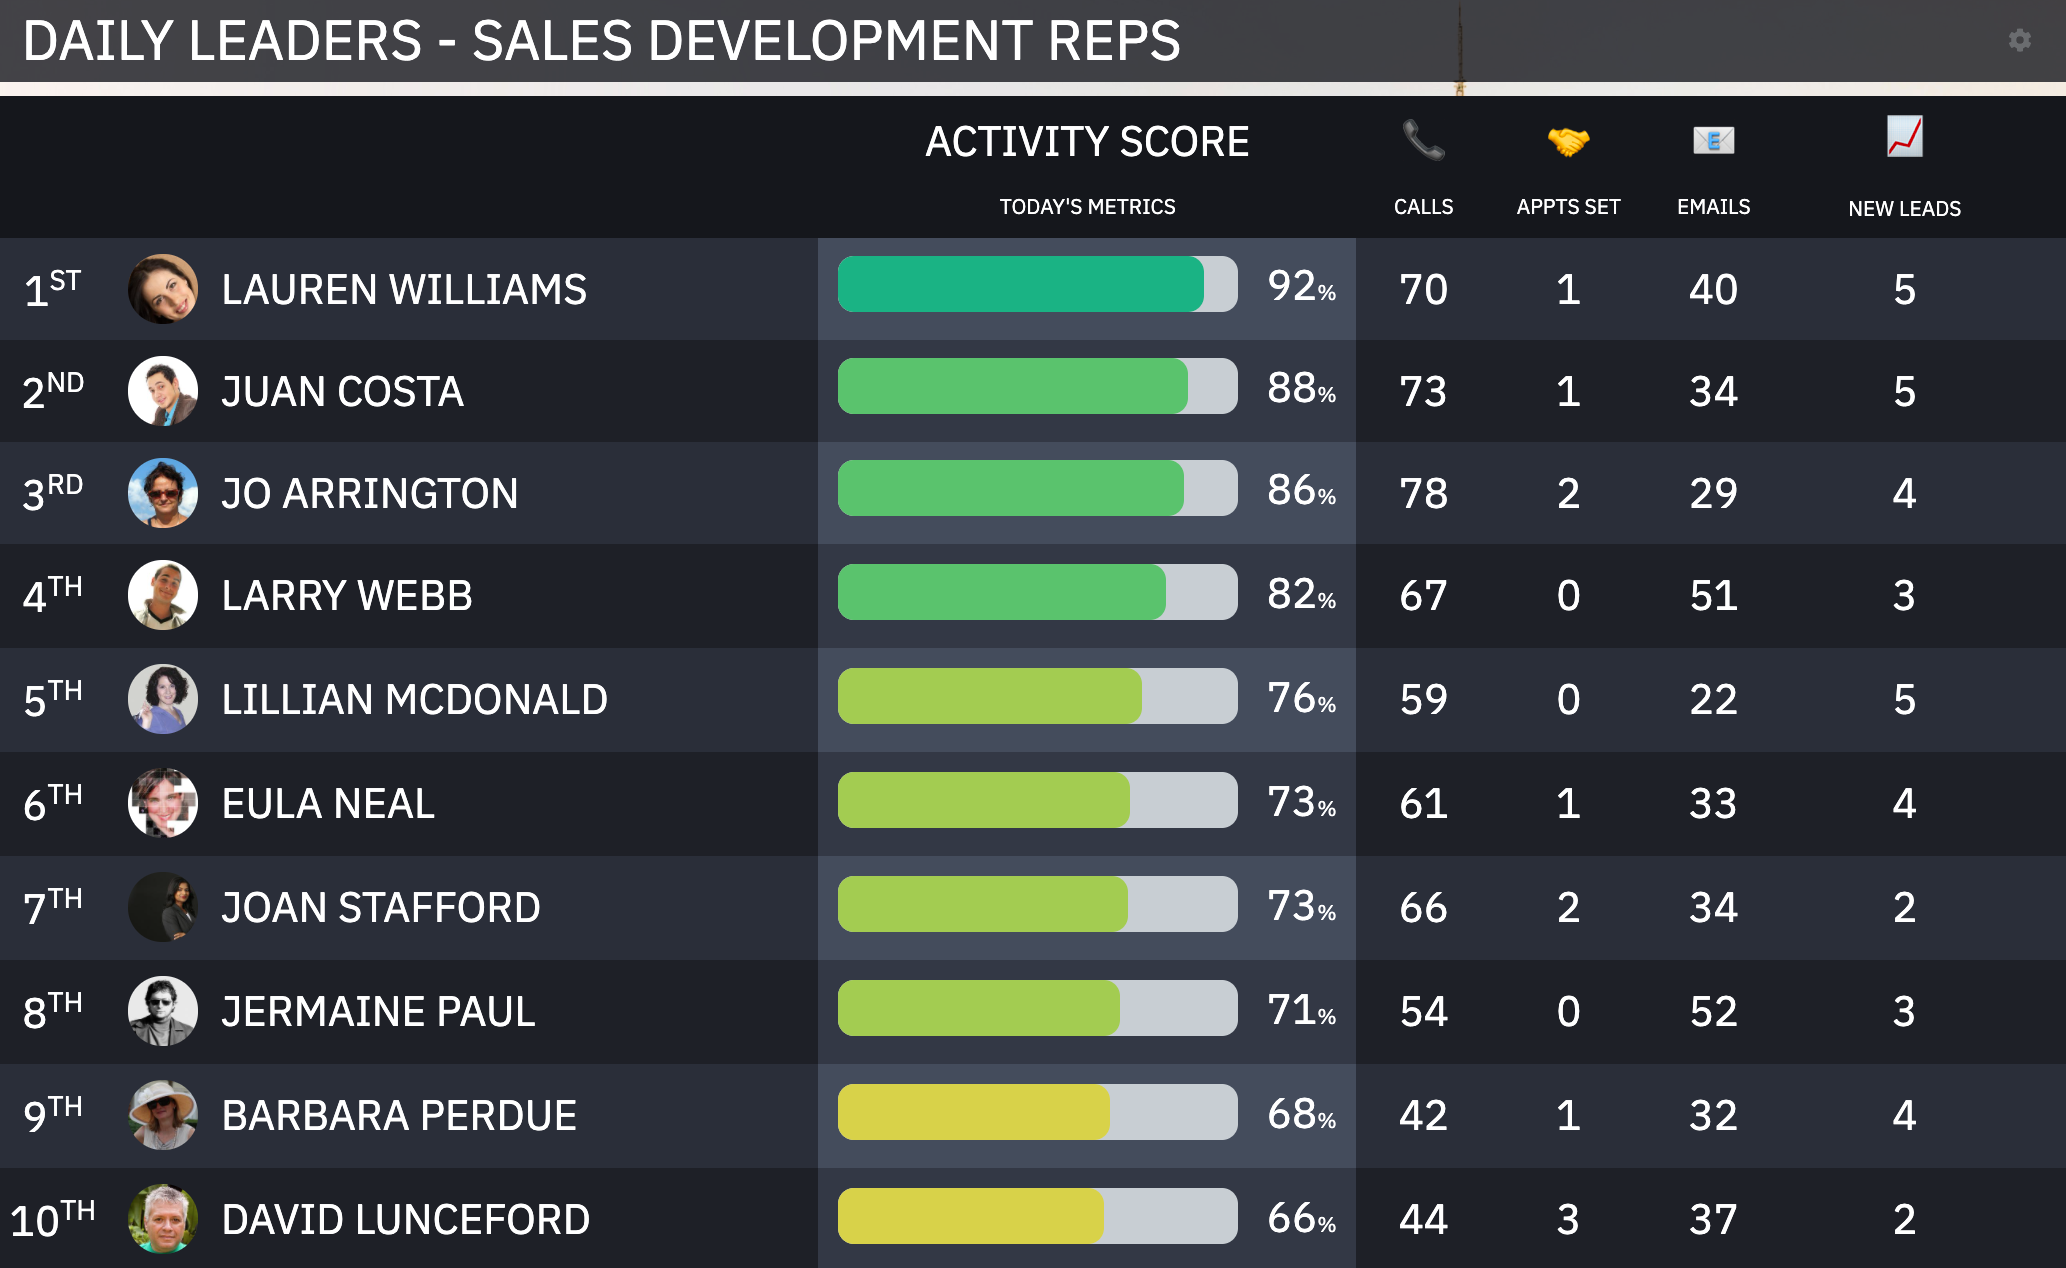 DAILY LEADERS - SALES DEVELOPMENT REPS
ACTIVITY SCORE
TODAY'S METRICS CALLS APPTS SET EMAILS NEW LEADS
1ST LAUREN WILLIAMS 92% 70 1 40 5
2ND JUAN COSTA 88% 73 1 34 5
3RD JO ARRINGTON 86% 78 2 29 4
4TH LARRY WEBB 82% 67 0 51 3
5TH LILLIAN MCDONALD 76% 59 0 22 5
6TH EULA NEAL 73% 61 1 33 4
7TH JOAN STAFFORD 73% 66 2 34 2
8TH JERMAINE PAUL 71% 54 0 52 3
9TH BARBARA PERDUE 68% 42 1 32 4
10TH DAVID LUNCEFORD 66% 44 3 37 2